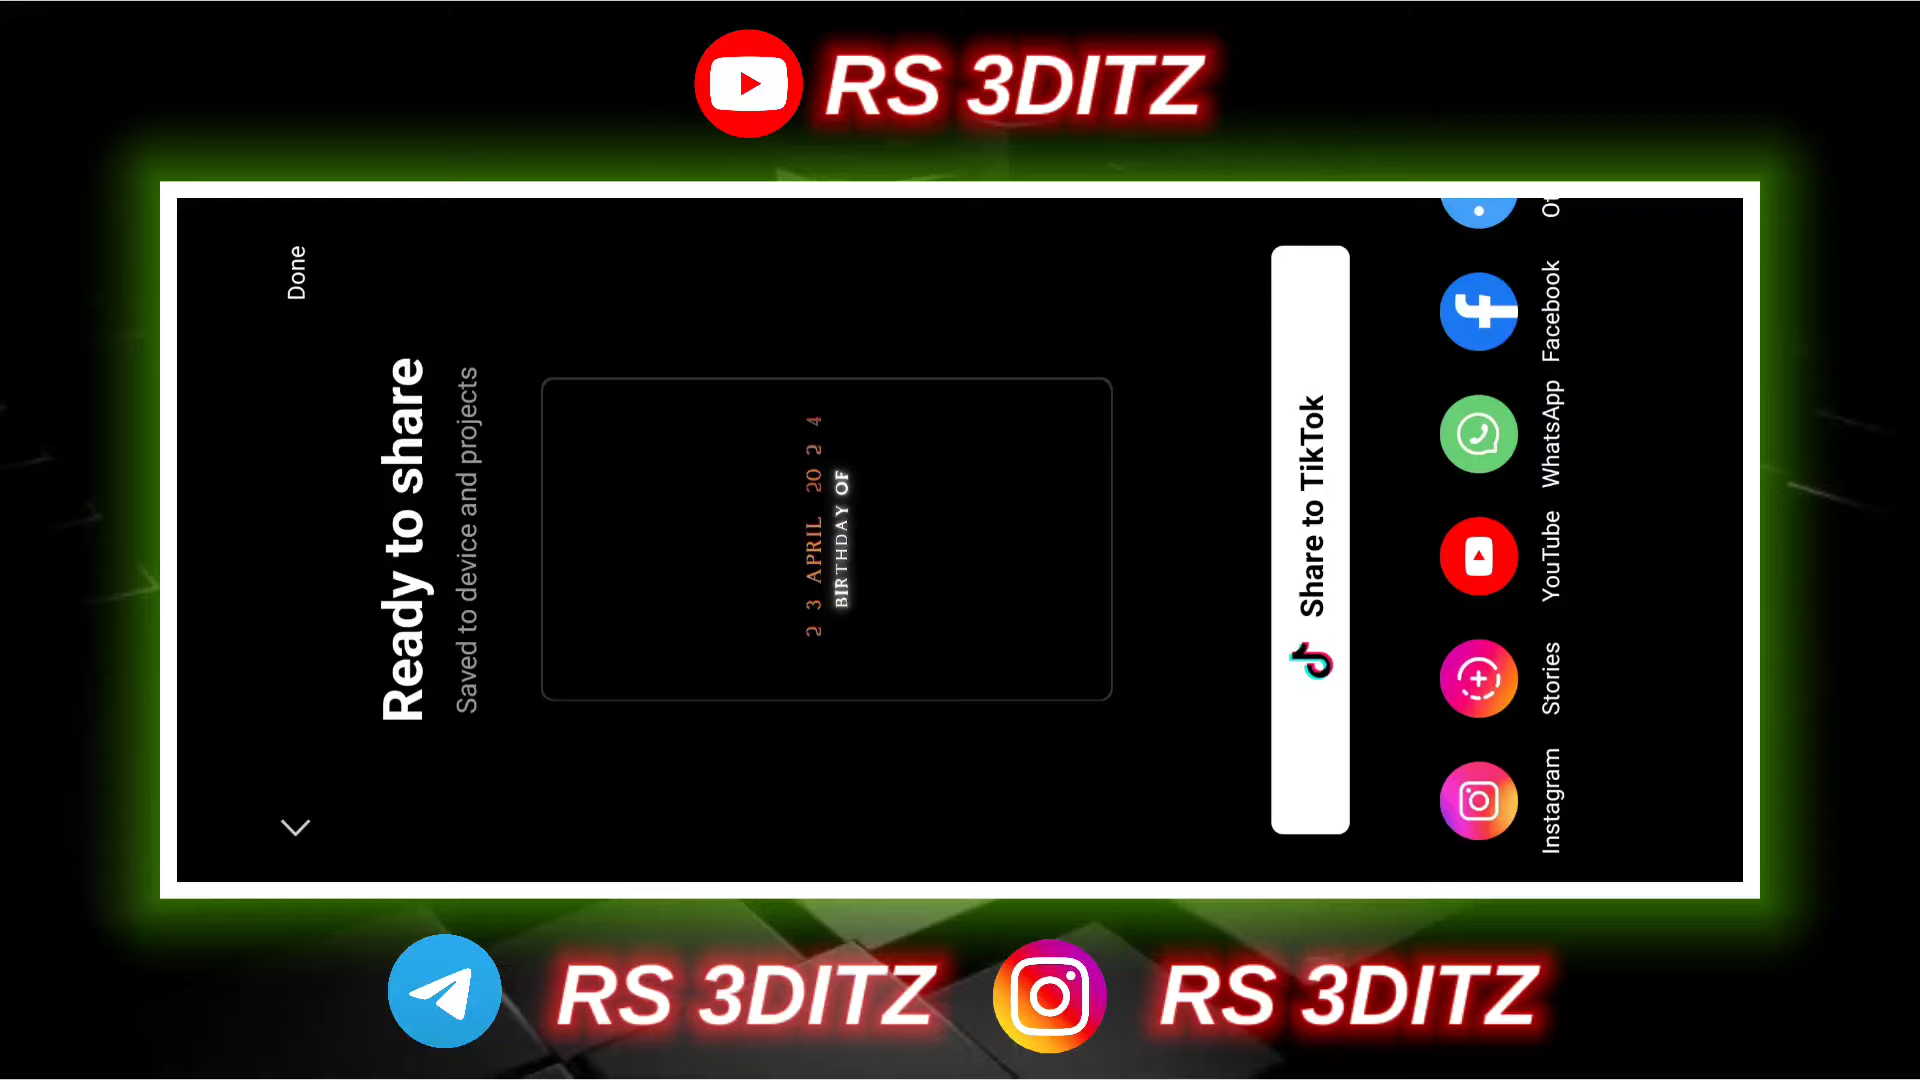 RS 3DITZ
Done
Ready to share
Saved to device and projects
2 3 APRIL 20 2 4
BIRTHDAY OF
Share to TikTok
Instagram
Stories
YouTube
WhatsApp
Facebook
RS 3DITZ
RS 3DITZ